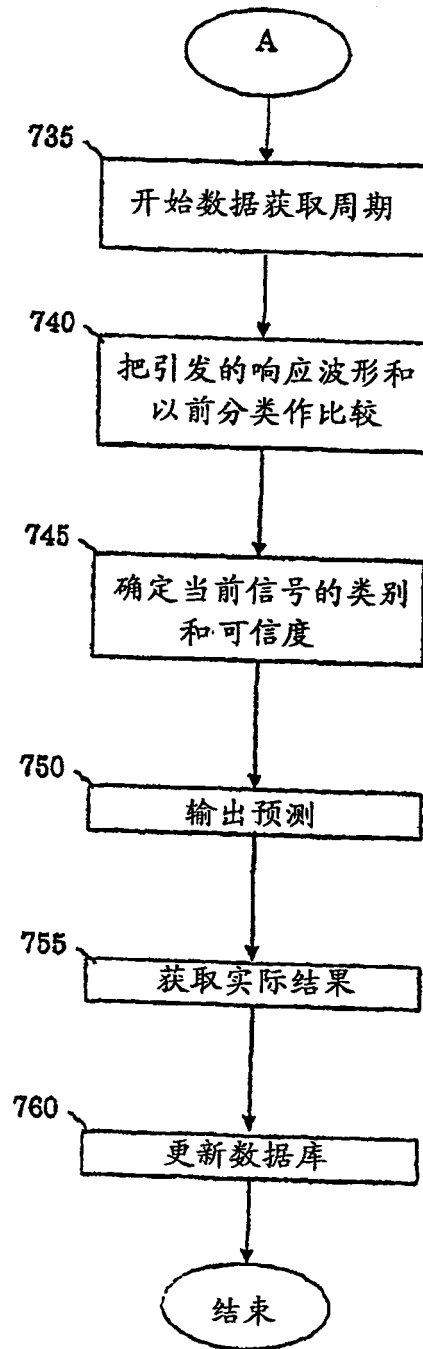 A
735
开始数据获取周期
740
把引发的响应波形和
以前分类作比较
745
确定当前信号的类别
和可信度
750
输出预测
755
获取实际结果
760
更新数据库
结束